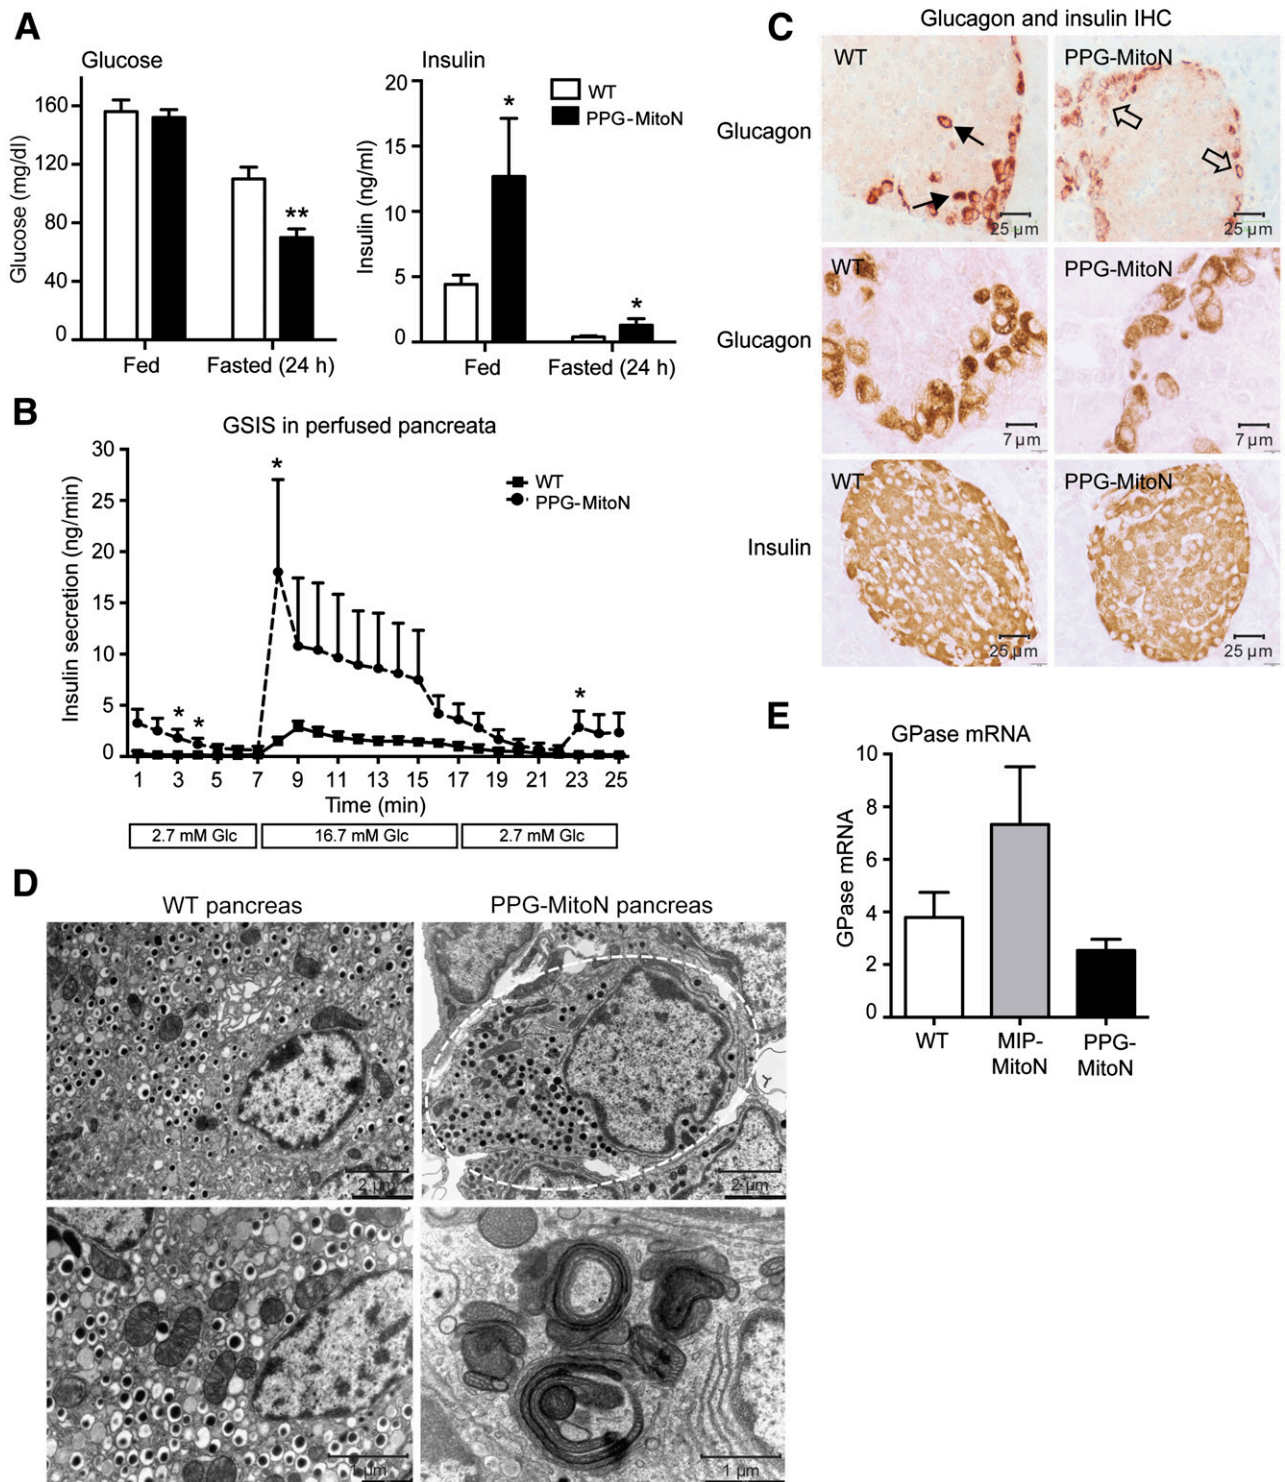 A
Glucose
Glucose (mg/dl)
160
120
80
40
0
**
Fed
Fasted (24 h)
Insulin
Insulin (ng/ml)
20
15
10
5
0
*
*
Fed
Fasted (24 h)
WT
PPG-MitoN
B
GSIS in perfused pancreata
Insulin secretion (ng/min)
30
25
20
15
10
5
0
*
*
*
*
WT
PPG-MitoN
1 3 5 7 9 11 13 15 17 19 21 23 25
Time (min)
2.7 mM Glc
16.7 mM Glc
2.7 mM Glc
C
Glucagon and insulin IHC
Glucagon
WT
25 µm
PPG-MitoN
25 µm
Glucagon
WT
7 µm
PPG-MitoN
7 µm
Insulin
WT
25 µm
PPG-MitoN
25 µm
D
WT pancreas
PPG-MitoN pancreas
2 µm
2 µm
1 µm
1 µm
E
GPase mRNA
GPase mRNA
10
8
6
4
2
0
WT
MIP-
MitoN
PPG-
MitoN